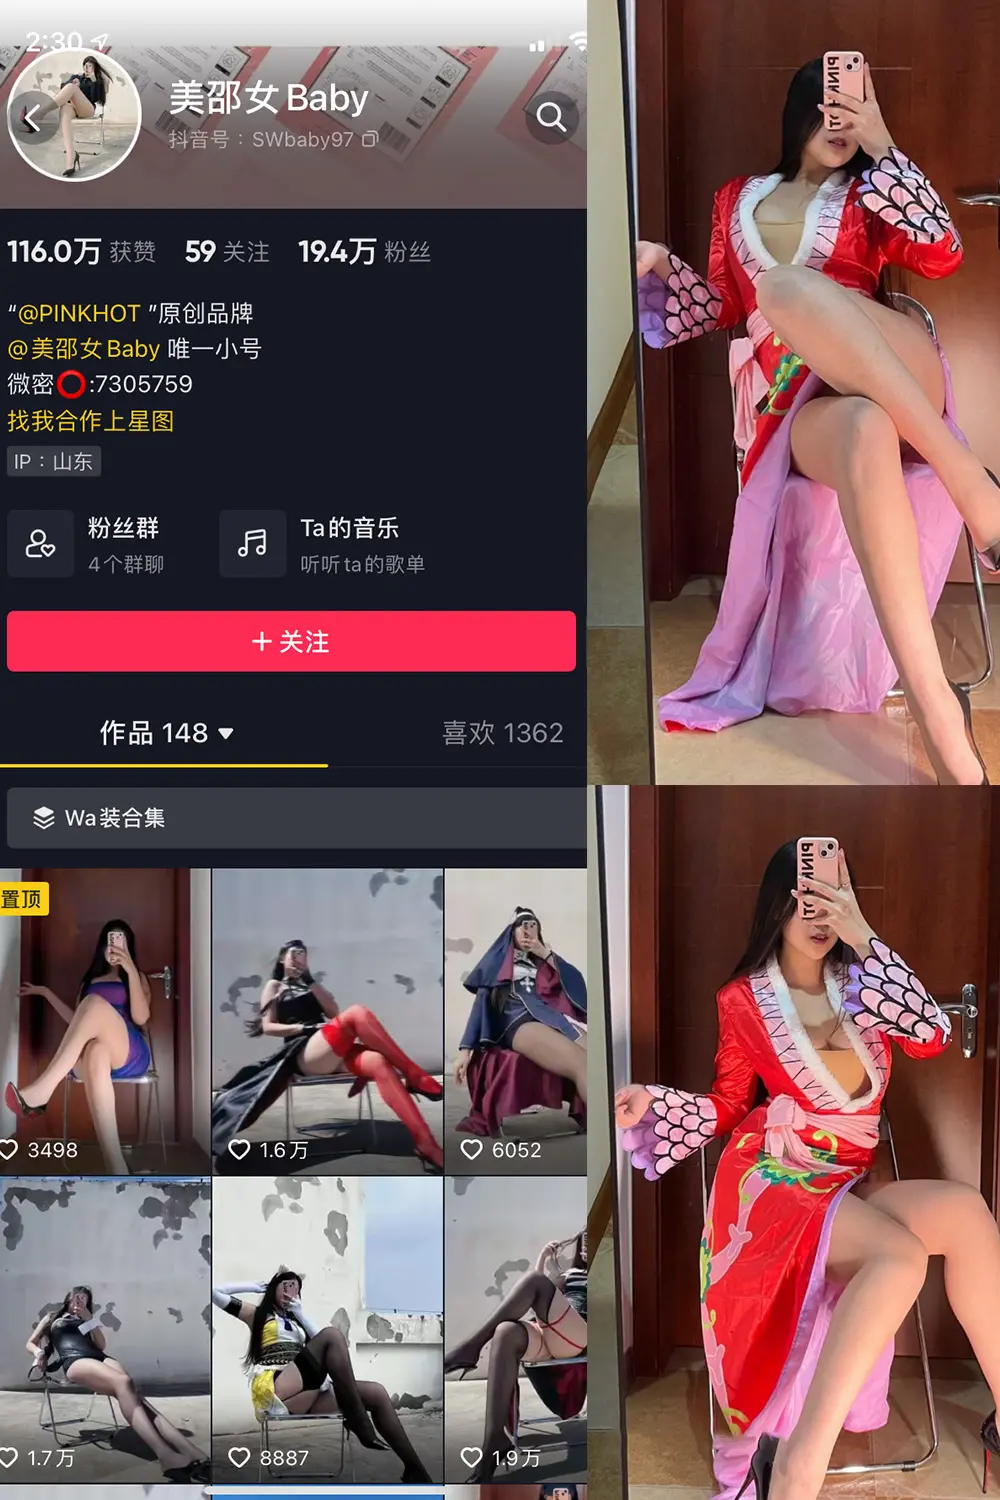 2:30
美邵女Baby
抖音号：SWbaby97
116.0万 获赞 59 关注 19.4万 粉丝
“@PINKHOT ”原创品牌
@美邵女Baby 唯一小号
微密⭕:7305759
找我合作上星图
IP：山东
粉丝群
4个群聊
Ta的音乐
听听ta的歌单
+ 关注
作品 148 ▼
喜欢 1362
Wa装合集
置顶
3498
1.6万
6052
1.7万
8887
1.9万